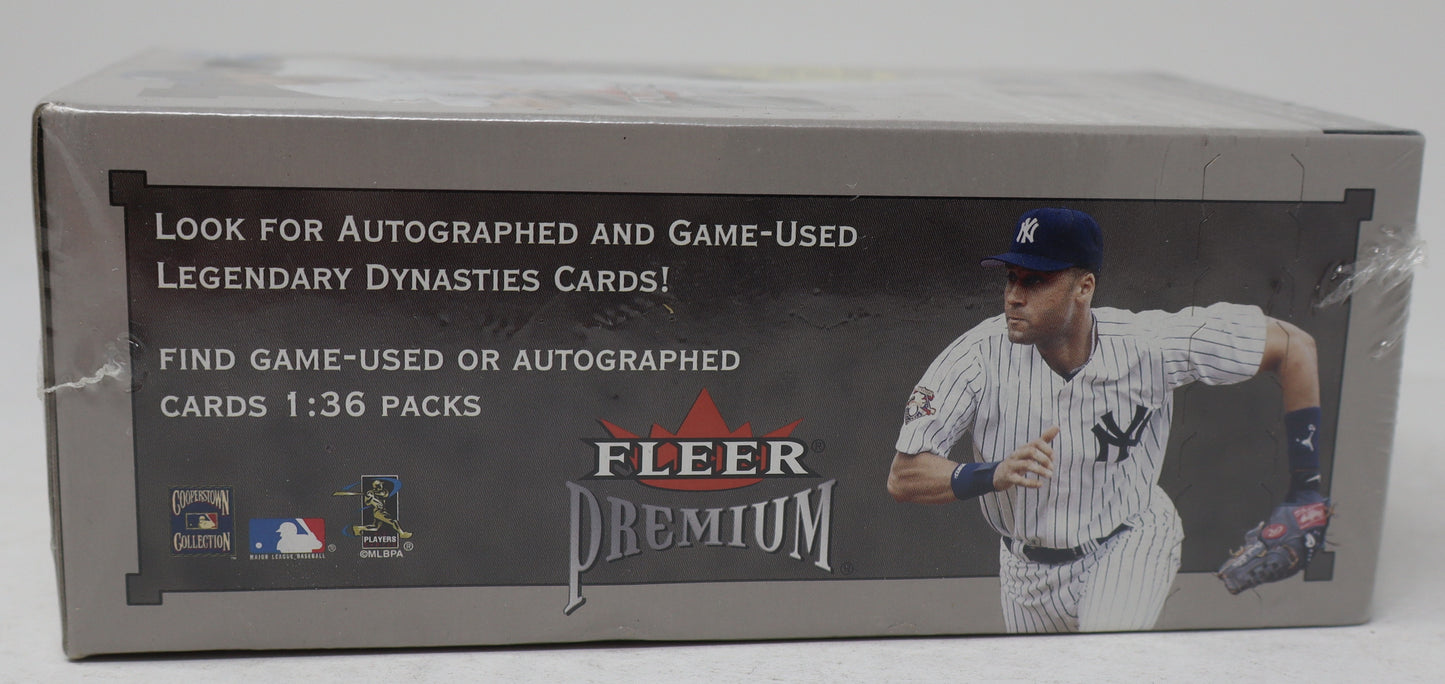 LOOK FOR AUTOGRAPHED AND GAME-USED
LEGENDARY DYNASTIES CARDS!
FIND GAME-USED OR AUTOGRAPHED
CARDS 1:36 PACKS
FLEER®
PREMIUM®
COOPERSTOWN
COLLECTION™
MAJOR LEAGUE BASEBALL®
PLAYERS
©MLBPA
®
NY
NY